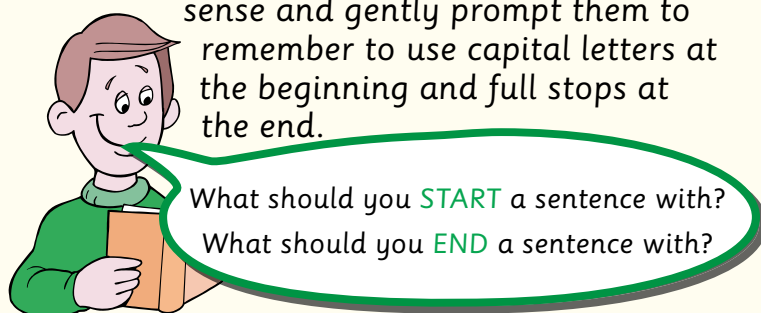 sense and gently prompt them to
remember to use capital letters at
the beginning and full stops at
the end.
What should you START a sentence with?
What should you END a sentence with?